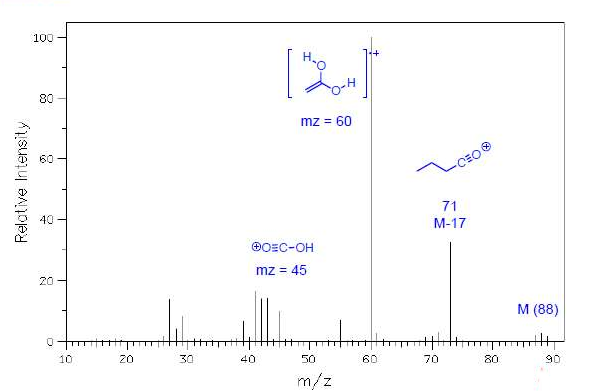 100
80
60
40
20
0
Relative Intensity
10 20 30 40 50 60 70 80 90
m/z
H
O
O
H
·+
mz = 60
C≡O⊕
71
M-17
⊕O≡C-OH
mz = 45
M (88)